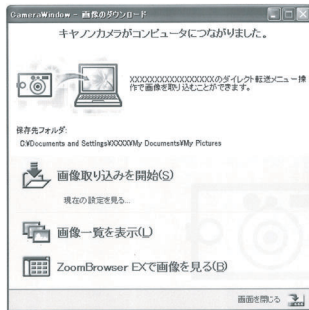 CameraWindow - 画像のダウンロード
キヤノンカメラがコンピュータにつながりました。
XXXXXXXXXXXXXXXXXXのダイレクト転送メニュー操
作で画像を取り込むことができます。
保存先フォルダ:
D:¥Documents and Settings¥XXXXX¥My Documents¥My Pictures
画像取り込みを開始(S)
現在の設定を見る...
画像一覧を表示(L)
ZoomBrowser EXで画像を見る(B)
画面を閉じる